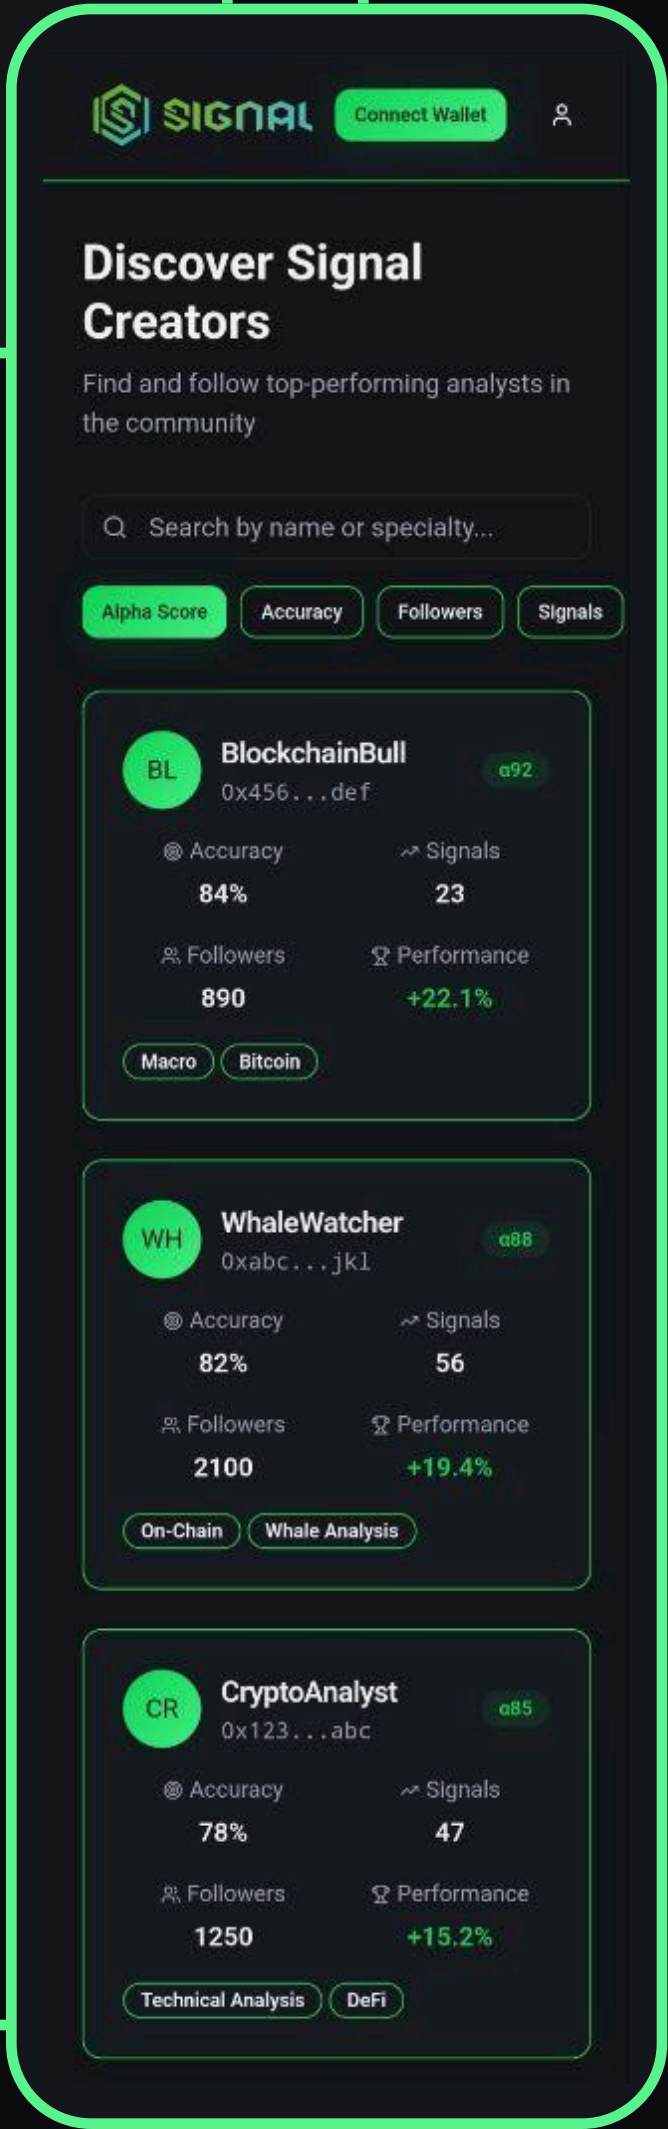 SIGNAL
Connect Wallet
Discover Signal
Creators
Find and follow top-performing analysts in
the community
Search by name or specialty...
Alpha Score Accuracy Followers Signals
BL
BlockchainBull
0x456...def
α92
Accuracy Signals
84% 23
Followers Performance
890 +22.1%
Macro Bitcoin
WH
WhaleWatcher
0xabc...jkl
α88
Accuracy Signals
82% 56
Followers Performance
2100 +19.4%
On-Chain Whale Analysis
CR
CryptoAnalyst
0x123...abc
α85
Accuracy Signals
78% 47
Followers Performance
1250 +15.2%
Technical Analysis DeFi